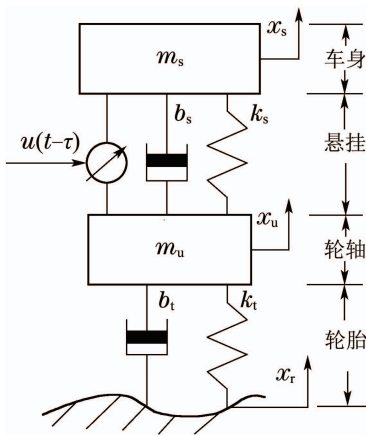 x_s
m_s
车身
b_s
k_s
u(t−τ)
悬挂
x_u
m_u
轮轴
b_t
k_t
轮胎
x_r